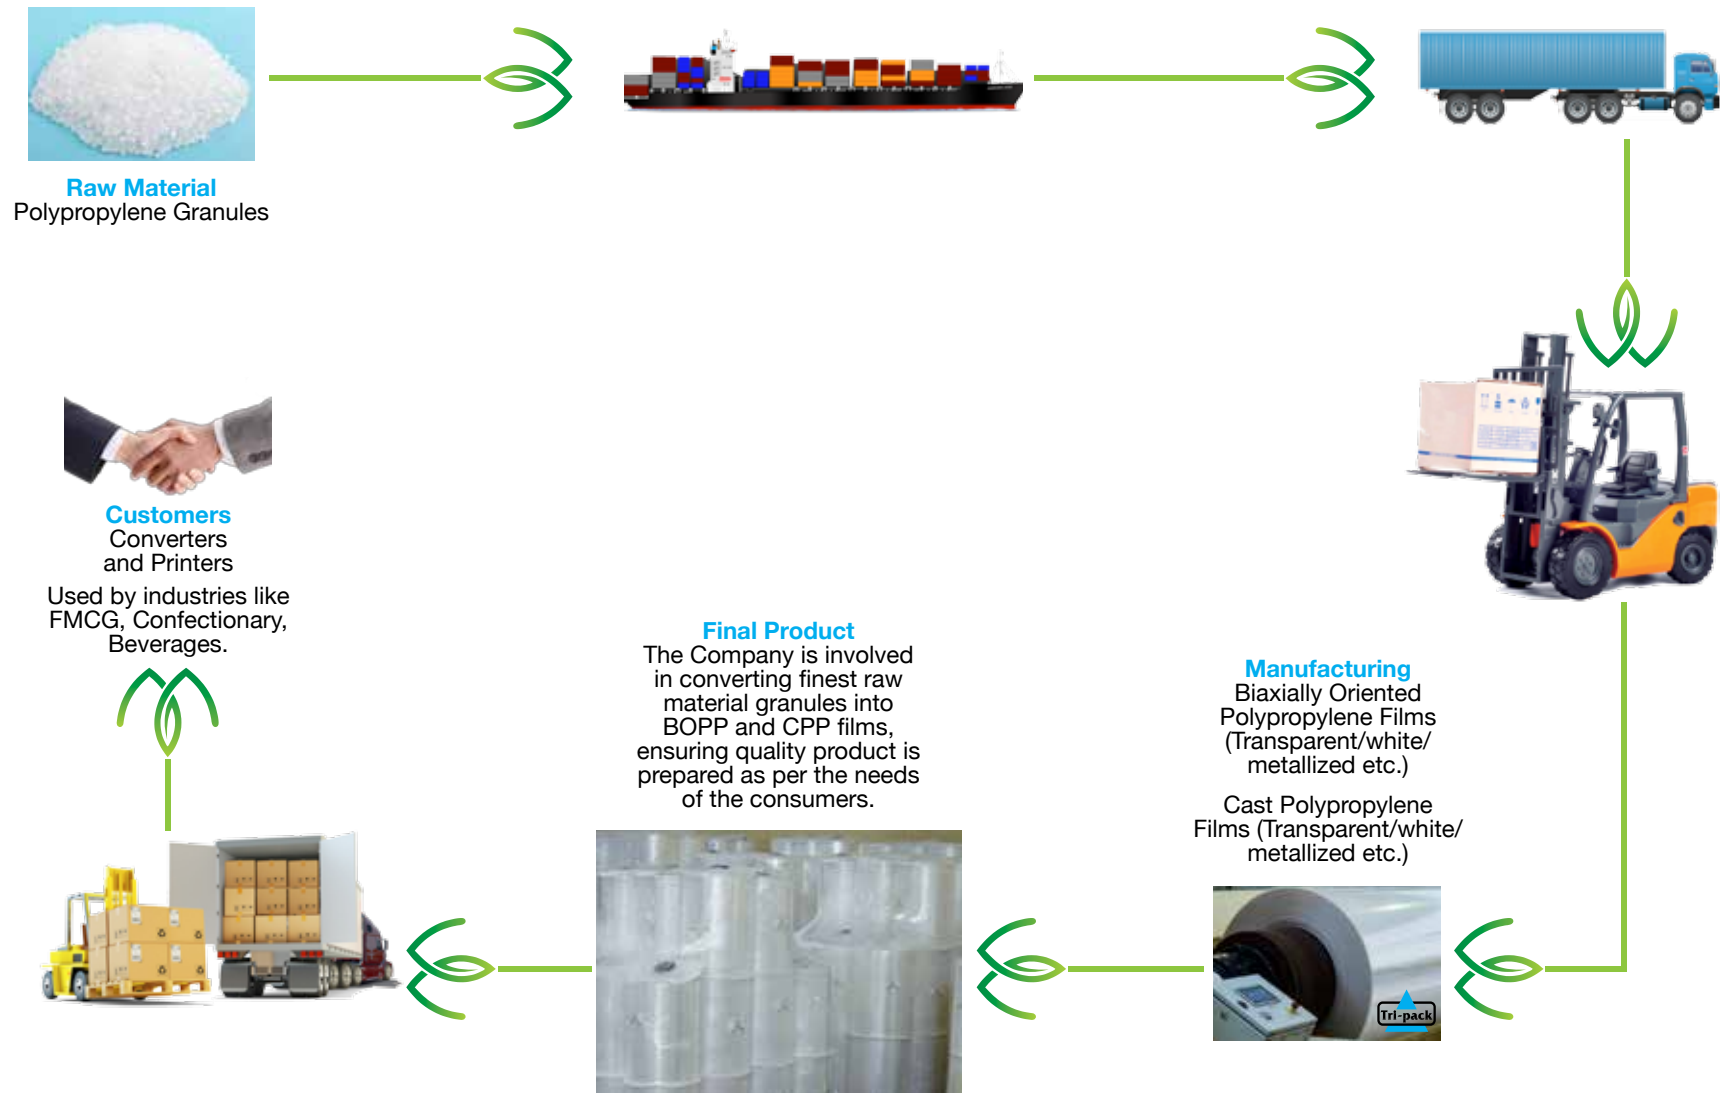 Raw Material
Polypropylene Granules
Customers
Converters
and Printers
Used by industries like
FMCG, Confectionary,
Beverages.
Final Product
The Company is involved
in converting finest raw
material granules into
BOPP and CPP films,
ensuring quality product is
prepared as per the needs
of the consumers.
Manufacturing
Biaxially Oriented
Polypropylene Films
(Transparent/white/
metallized etc.)
Cast Polypropylene
Films (Transparent/white/
metallized etc.)
Tri-pack